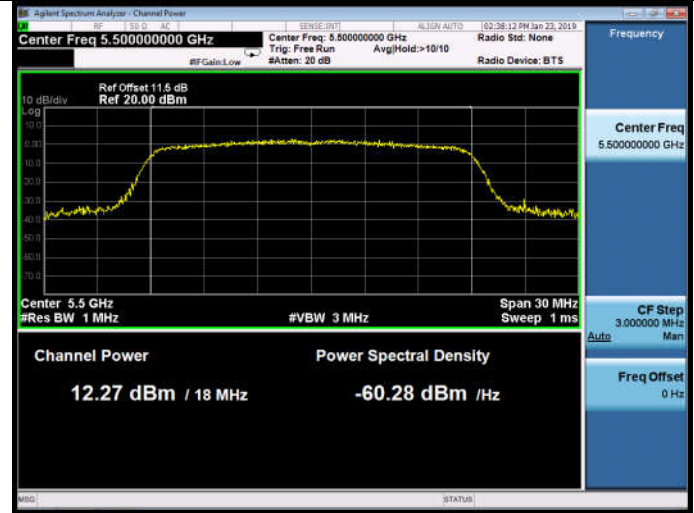 Agilent Spectrum Analyzer - Channel Power
RF 50 Ω AC SENSE:INT ALIGN AUTO 02:38:12 PM Jan 23, 2019
Center Freq 5.500000000 GHz
Center Freq: 5.500000000 GHz
Radio Std: None
Trig: Free Run Avg|Hold:>10/10
#IFGain:Low #Atten: 20 dB Radio Device: BTS
Frequency
Ref Offset 11.5 dB
10 dB/div Ref 20.00 dBm
Log
10.0
0.00
-10.0
-20.0
-30.0
-40.0
-50.0
-60.0
-70.0
Center 5.5 GHz Span 30 MHz
#Res BW 1 MHz #VBW 3 MHz Sweep 1 ms
Channel Power Power Spectral Density
12.27 dBm / 18 MHz -60.28 dBm /Hz
Center Freq
5.500000000 GHz
CF Step
3.000000 MHz
Auto Man
Freq Offset
0 Hz
MSG STATUS